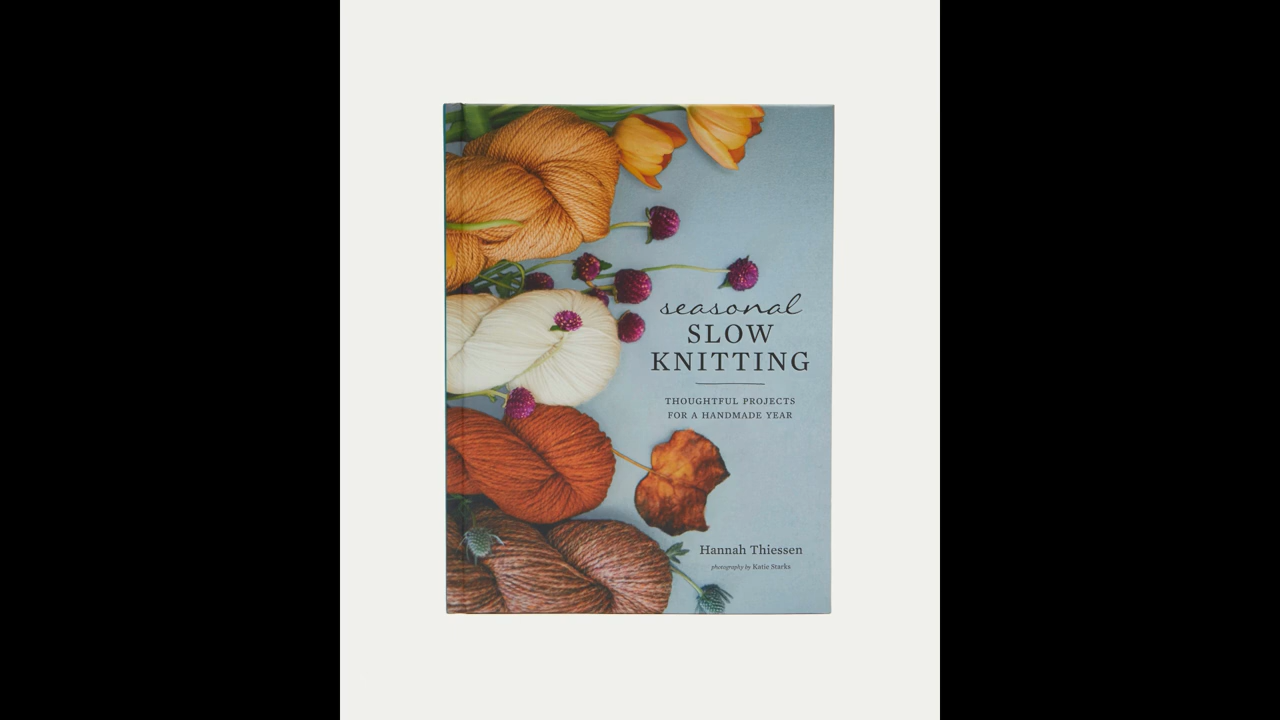 seasonal
SLOW
KNITTING
THOUGHTFUL PROJECTS
FOR A HANDMADE YEAR
Hannah Thiessen
photography by Katie Starks